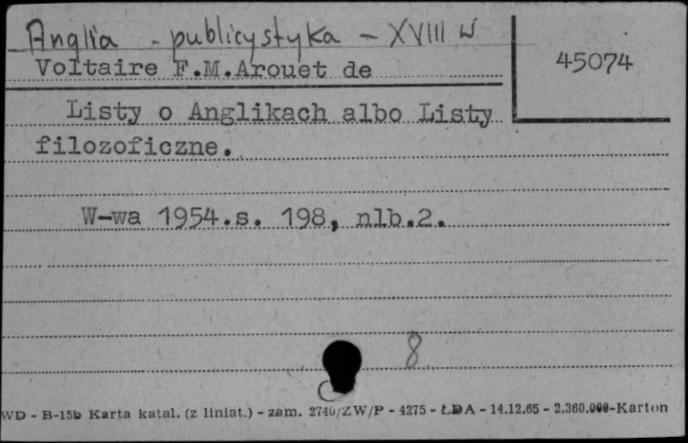 Anglia - publicystyka - XVIII w
45074
Voltaire F.M.Arouet de
Listy o Anglikach albo Listy
filozoficzne.
W-wa 1954.s. 198, nlb.2.
8
WD - B-15b Karta katal. (z liniat.) - zam. 2740/ZW/P - 4275 - ŁDA - 14.12.65 - 2.360.000-Karton